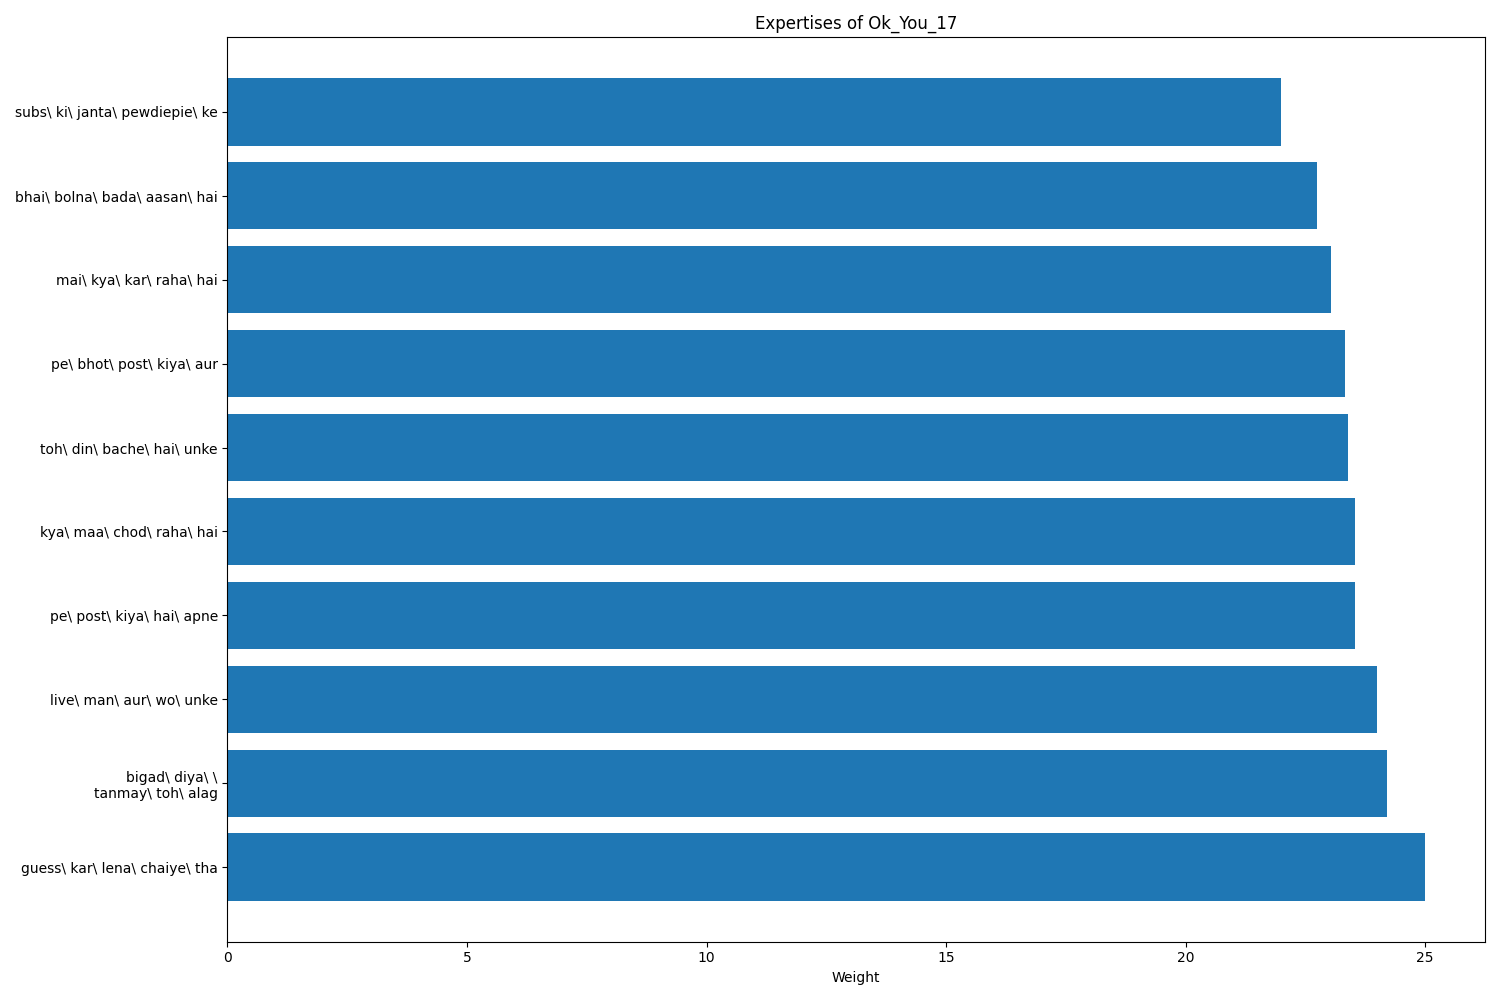 Expertises of Ok_You_17
subs\ ki\ janta\ pewdiepie\ ke
bhai\ bolna\ bada\ aasan\ hai
mai\ kya\ kar\ raha\ hai
pe\ bhot\ post\ kiya\ aur
toh\ din\ bache\ hai\ unke
kya\ maa\ chod\ raha\ hai
pe\ post\ kiya\ hai\ apne
live\ man\ aur\ wo\ unke
bigad\ diya\ \
tanmay\ toh\ alag
guess\ kar\ lena\ chaiye\ tha
0 5 10 15 20 25
Weight